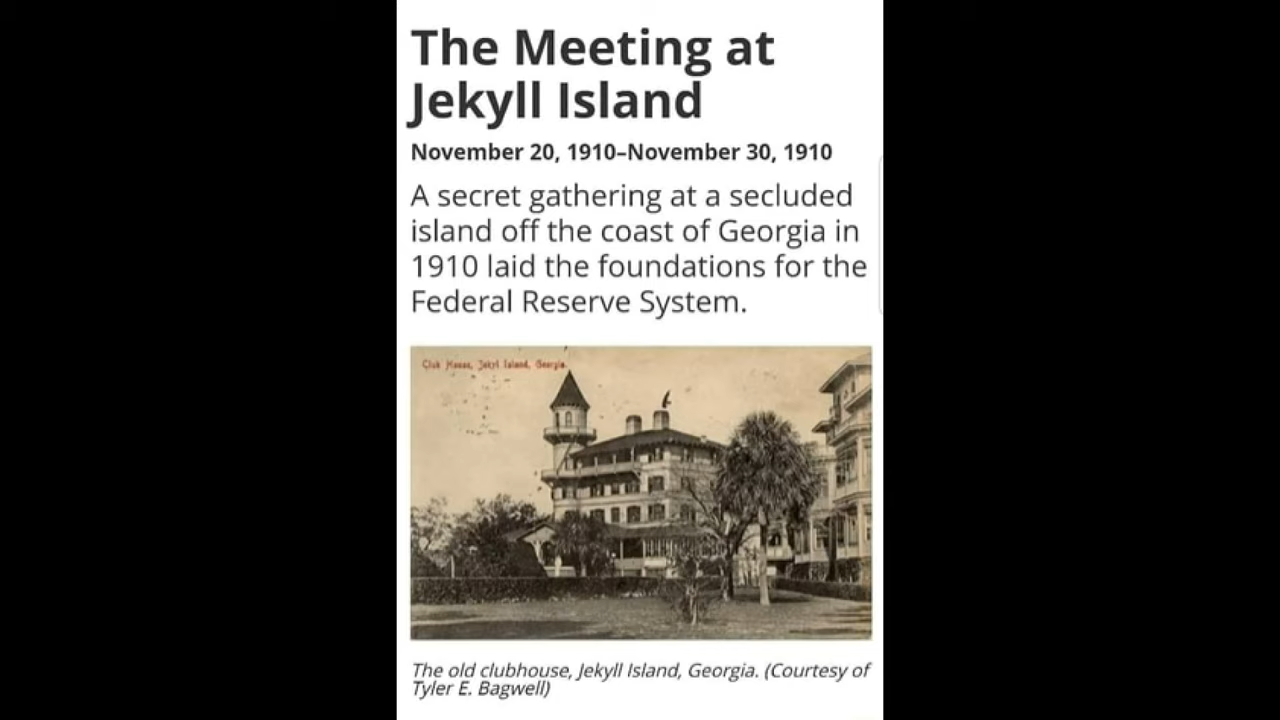 The Meeting at
Jekyll Island
November 20, 1910–November 30, 1910
A secret gathering at a secluded
island off the coast of Georgia in
1910 laid the foundations for the
Federal Reserve System.
Club House, Jekyl Island, Georgia.
The old clubhouse, Jekyll Island, Georgia. (Courtesy of
Tyler E. Bagwell)